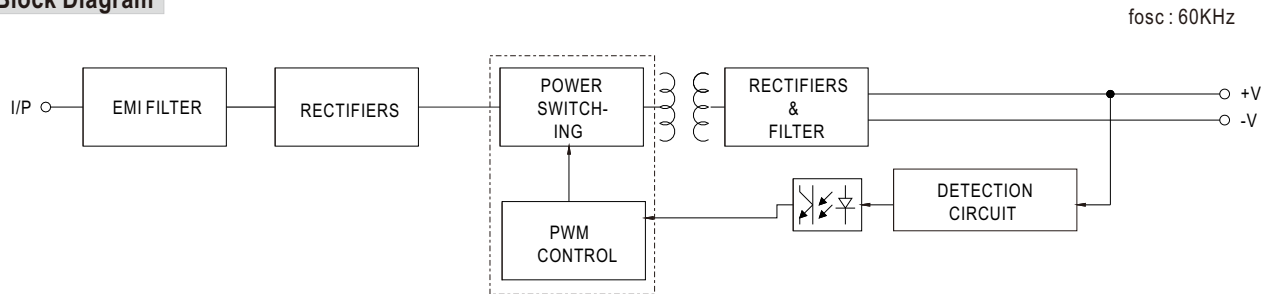 Block Diagram
fosc : 60KHz
I/P
EMI FILTER
RECTIFIERS
POWER
SWITCH-
ING
RECTIFIERS
&
FILTER
+V
-V
PWM
CONTROL
DETECTION
CIRCUIT